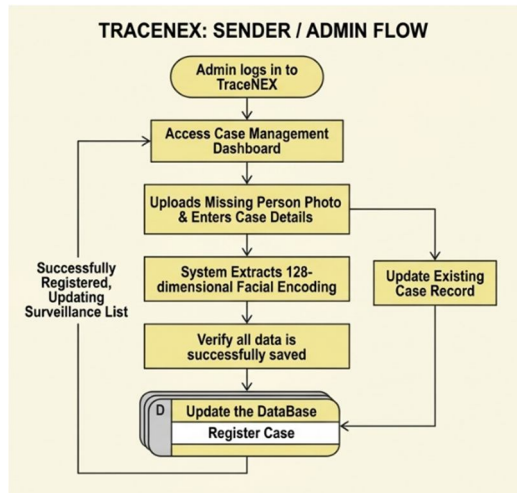 TRACENEX: SENDER / ADMIN FLOW
Admin logs in to
TraceNEX
Access Case Management
Dashboard
Uploads Missing Person Photo
& Enters Case Details
System Extracts 128-
dimensional Facial Encoding
Update Existing
Case Record
Successfully
Registered,
Updating
Surveillance List
Verify all data is
successfully saved
D
Update the DataBase
Register Case